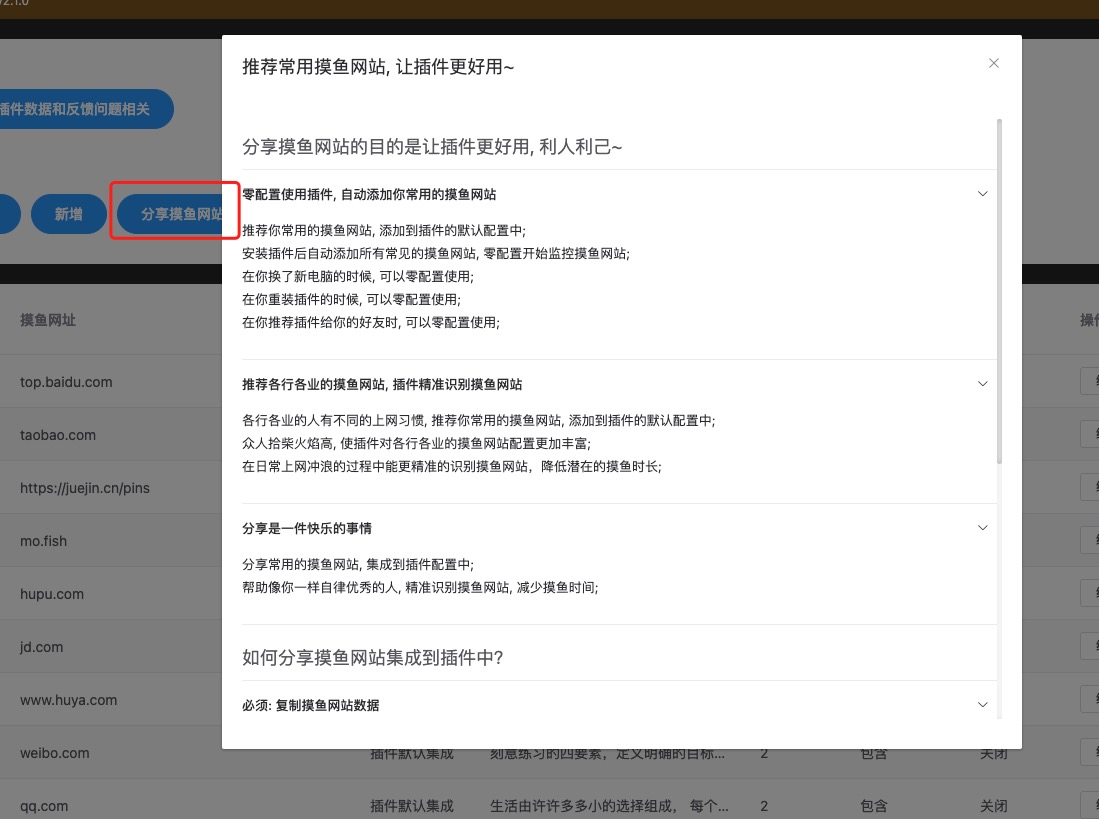 v2.1.0
推荐常用摸鱼网站, 让插件更好用~
插件数据和反馈问题相关
分享摸鱼网站的目的是让插件更好用, 利人利己~
零配置使用插件, 自动添加你常用的摸鱼网站
新增
分享摸鱼网站
推荐你常用的摸鱼网站, 添加到插件的默认配置中;
安装插件后自动添加所有常见的摸鱼网站, 零配置开始监控摸鱼网站;
在你换了新电脑的时候, 可以零配置使用;
在你重装插件的时候, 可以零配置使用;
在你推荐插件给你的好友时, 可以零配置使用;
摸鱼网址
操作
推荐各行各业的摸鱼网站, 插件精准识别摸鱼网站
top.baidu.com
各行各业的人有不同的上网习惯, 推荐你常用的摸鱼网站, 添加到插件的默认配置中;
taobao.com
众人拾柴火焰高, 使插件对各行各业的摸鱼网站配置更加丰富;
在日常上网冲浪的过程中能更精准的识别摸鱼网站，降低潜在的摸鱼时长;
https://juejin.cn/pins
分享是一件快乐的事情
mo.fish
分享常用的摸鱼网站, 集成到插件配置中;
帮助像你一样自律优秀的人, 精准识别摸鱼网站, 减少摸鱼时间;
hupu.com
jd.com
如何分享摸鱼网站集成到插件中?
www.huya.com
必须: 复制摸鱼网站数据
weibo.com 插件默认集成 刻意练习的四要素，定义明确的目标... 2 包含 关闭
qq.com 插件默认集成 生活由许许多多小的选择组成， 每个... 2 包含 关闭